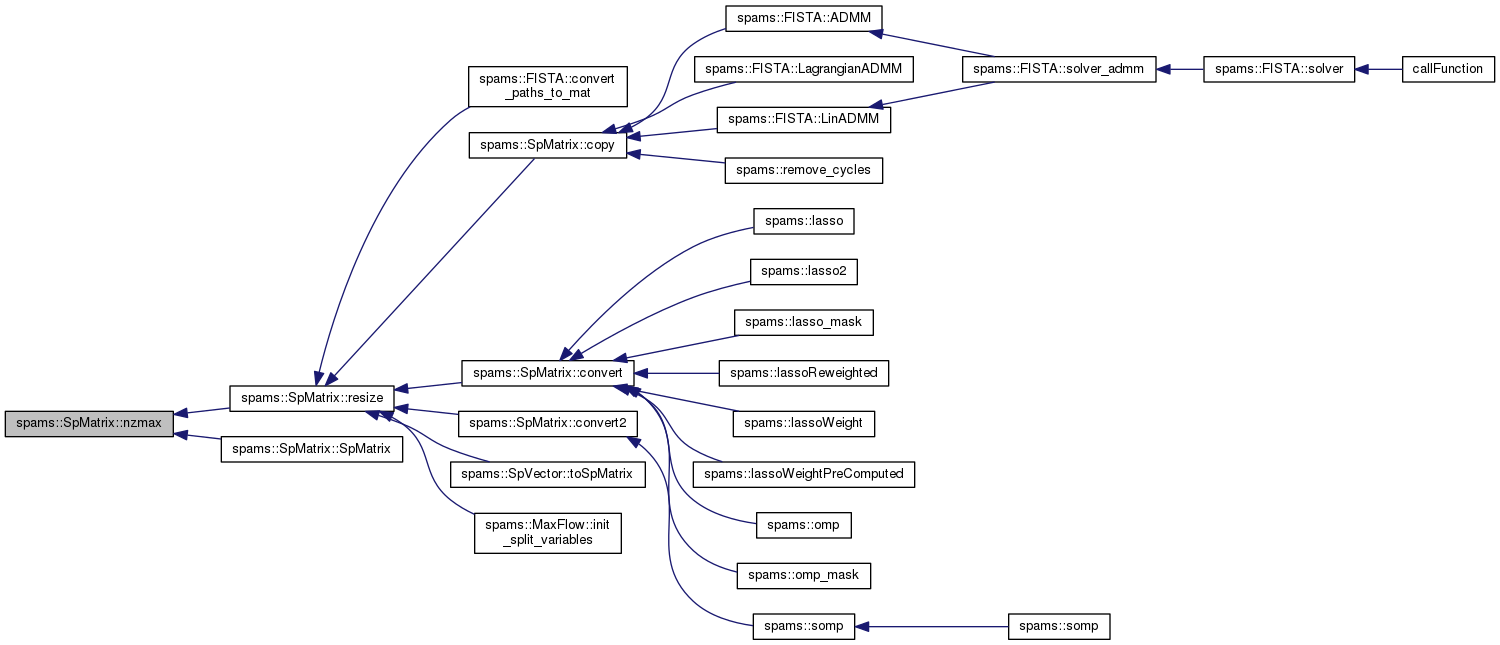 spams::FISTA::ADMM
spams::FISTA::convert
_paths_to_mat
spams::FISTA::LagrangianADMM
spams::FISTA::solver_admm
spams::FISTA::solver
callFunction
spams::FISTA::LinADMM
spams::SpMatrix::copy
spams::remove_cycles
spams::lasso
spams::lasso2
spams::lasso_mask
spams::SpMatrix::convert
spams::lassoReweighted
spams::SpMatrix::resize
spams::SpMatrix::nzmax
spams::SpMatrix::convert2
spams::lassoWeight
spams::SpMatrix::SpMatrix
spams::SpVector::toSpMatrix
spams::lassoWeightPreComputed
spams::MaxFlow::init
_split_variables
spams::omp
spams::omp_mask
spams::somp
spams::somp